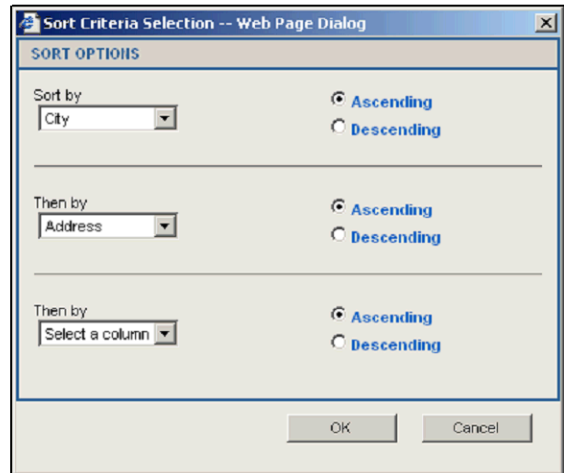 Sort Criteria Selection -- Web Page Dialog
SORT OPTIONS
Sort by
City
Ascending
Descending
Then by
Address
Ascending
Descending
Then by
Select a column
Ascending
Descending
OK
Cancel